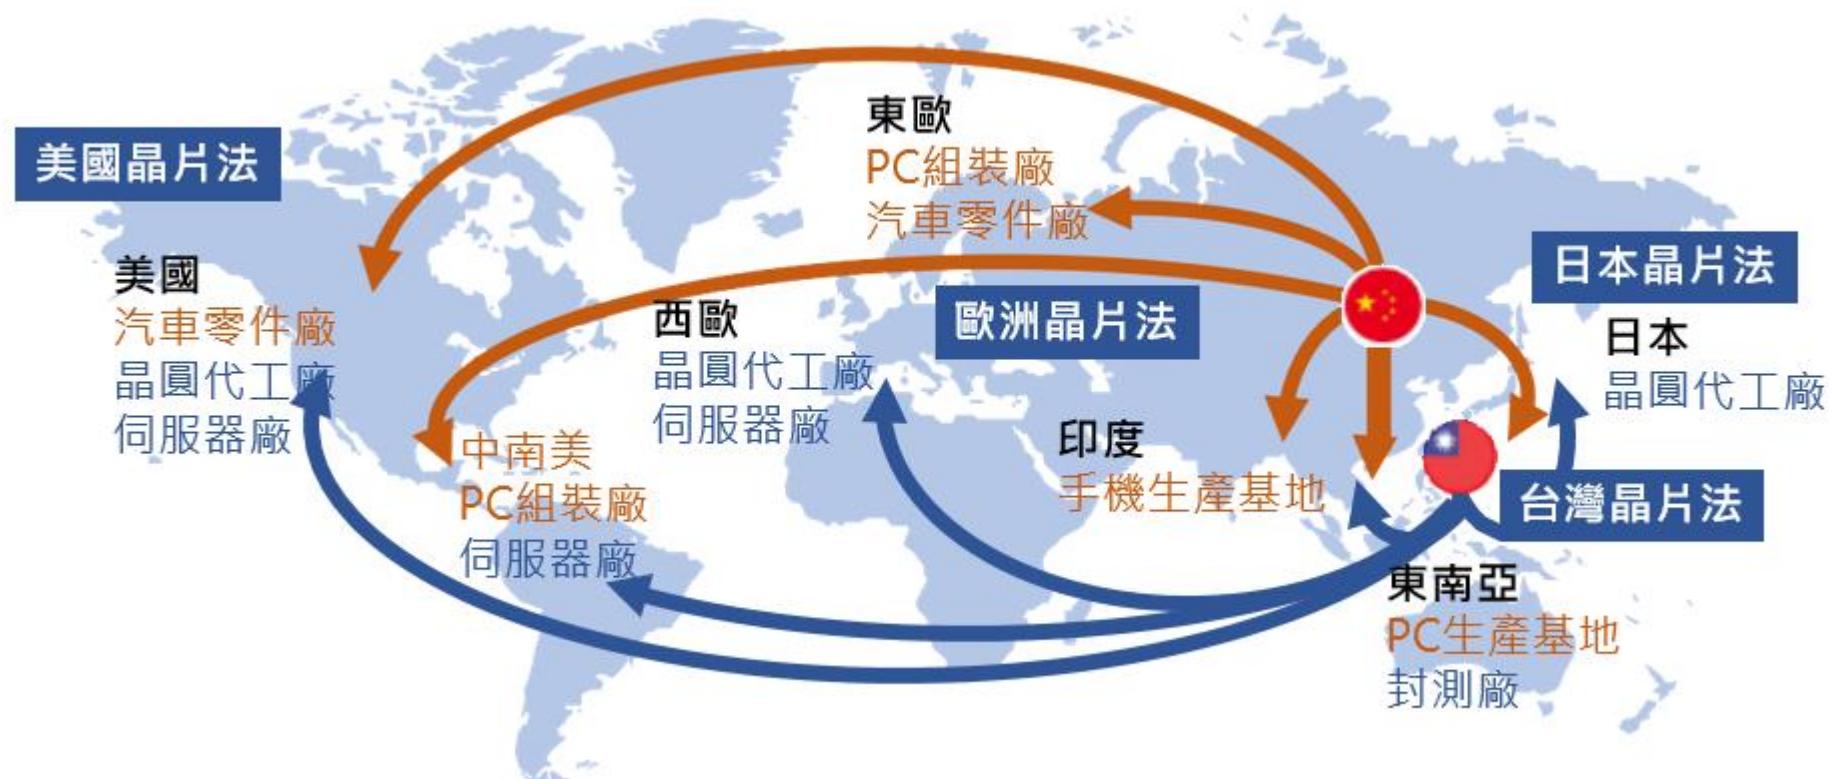 美國晶片法
美國
汽車零件廠
晶圓代工廠
伺服器廠
東歐
PC組裝廠
汽車零件廠
西歐
晶圓代工廠
伺服器廠
歐洲晶片法
日本晶片法
日本
晶圓代工廠
中南美
PC組裝廠
伺服器廠
印度
手機生產基地
台灣晶片法
東南亞
PC生產基地
封測廠